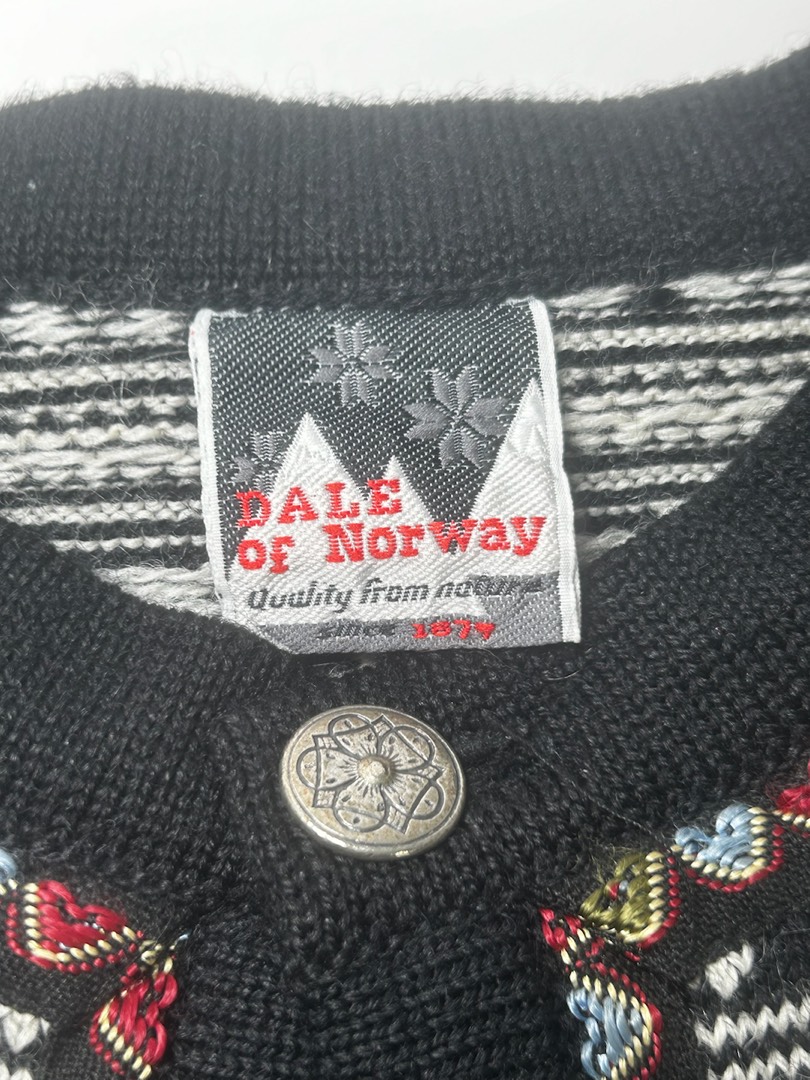 DALE
of Norway
Quality from nature
since 1879